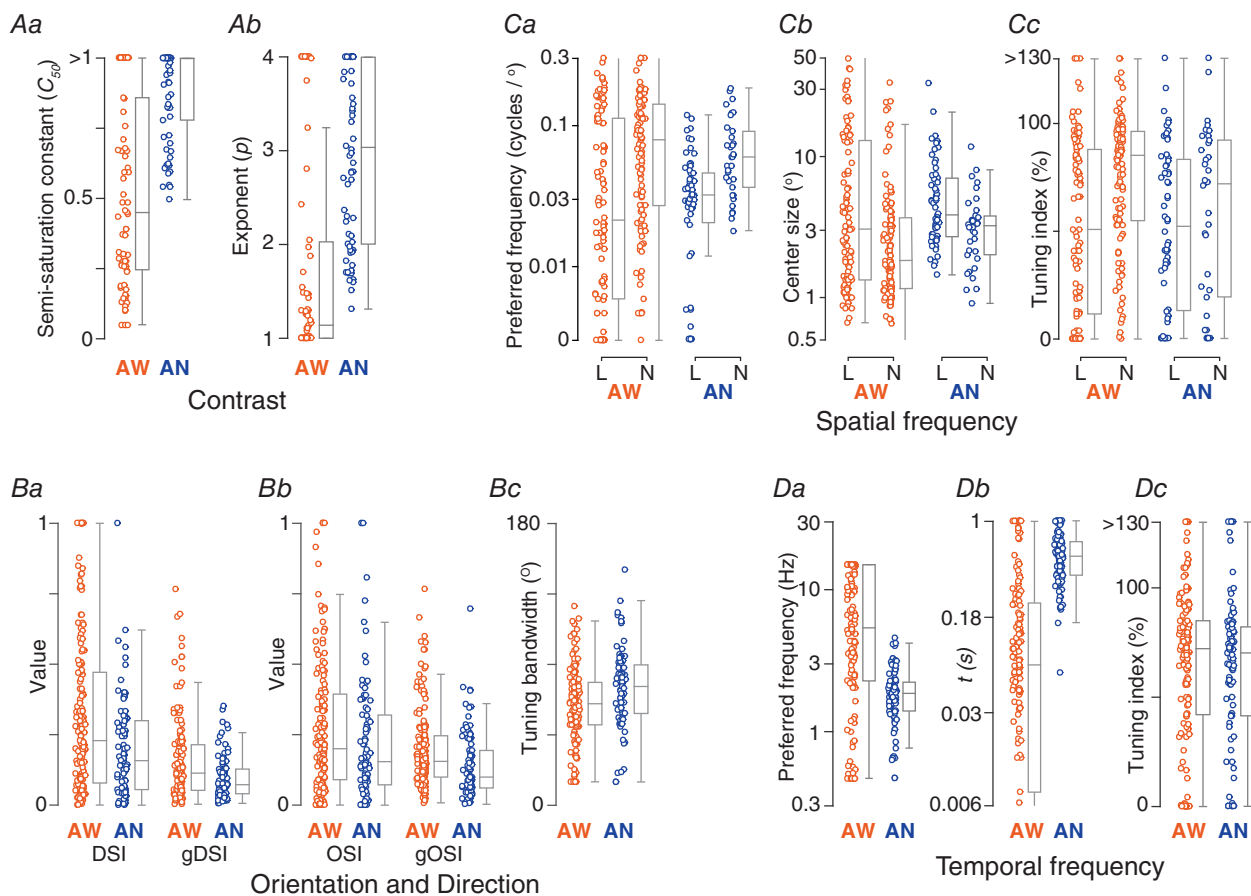 Aa
Semi-saturation constant (C50)
>1
0.5
0
AW AN
Ab
Exponent (p)
4
3
2
1
AW AN
Contrast
Ca
Preferred frequency (cycles / °)
0.3
0.1
0.03
0.01
0
L N L N
AW AN
Cb
Center size (°)
50
30
10
3
1
0.5
L N L N
AW AN
Cc
Tuning index (%)
>130
100
0
L N L N
AW AN
Spatial frequency
Ba
Value
1
0
AW AN AW AN
DSI gDSI
Bb
Value
1
0
AW AN AW AN
OSI gOSI
Bc
Tuning bandwidth (°)
180
0
AW AN
Orientation and Direction
Da
Preferred frequency (Hz)
30
10
3
1
0.3
AW AN
Db
t (s)
1
0.18
0.03
0.006
AW AN
Dc
Tuning index (%)
>130
100
0
AW AN
Temporal frequency